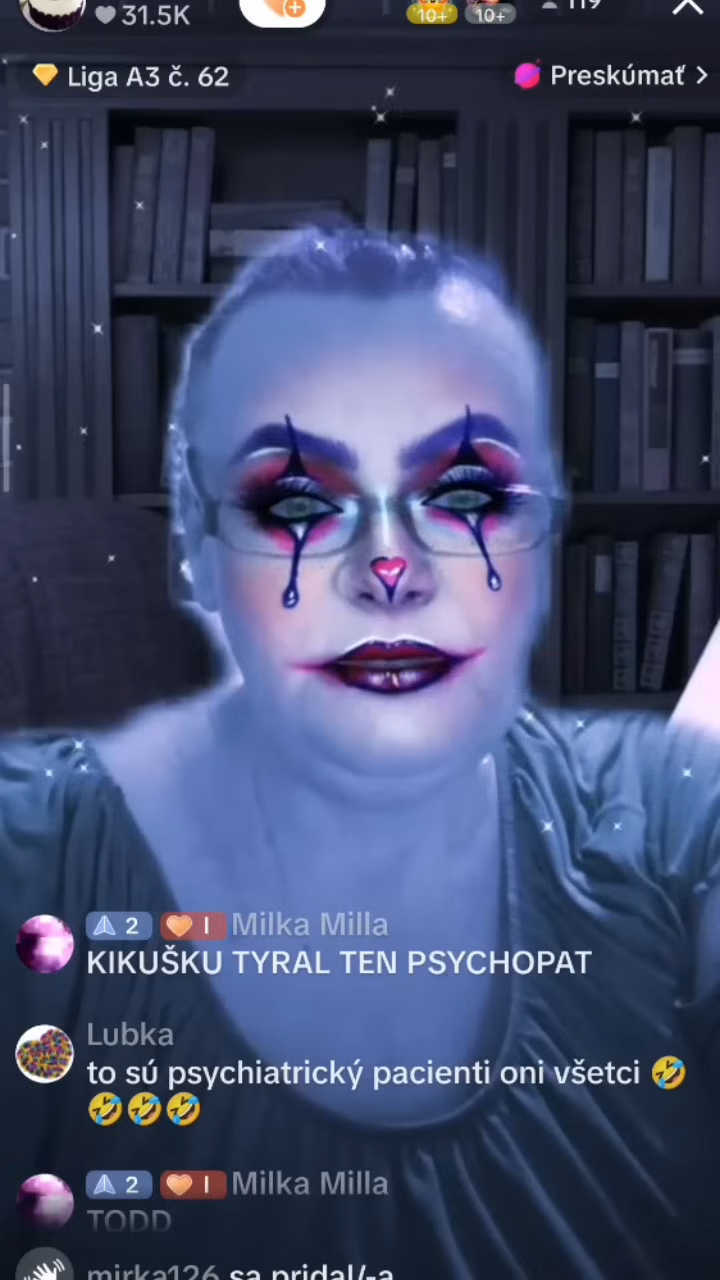 31.5K
10+
10+
119
Liga A3 č. 62
Preskúmať
2 I Milka Milla
KIKUŠKU TYRAL TEN PSYCHOPAT
Lubka
to sú psychiatrický pacienti oni všetci 🤣
🤣🤣🤣
2 I Milka Milla
TODD
mirka126 sa pridal/-a